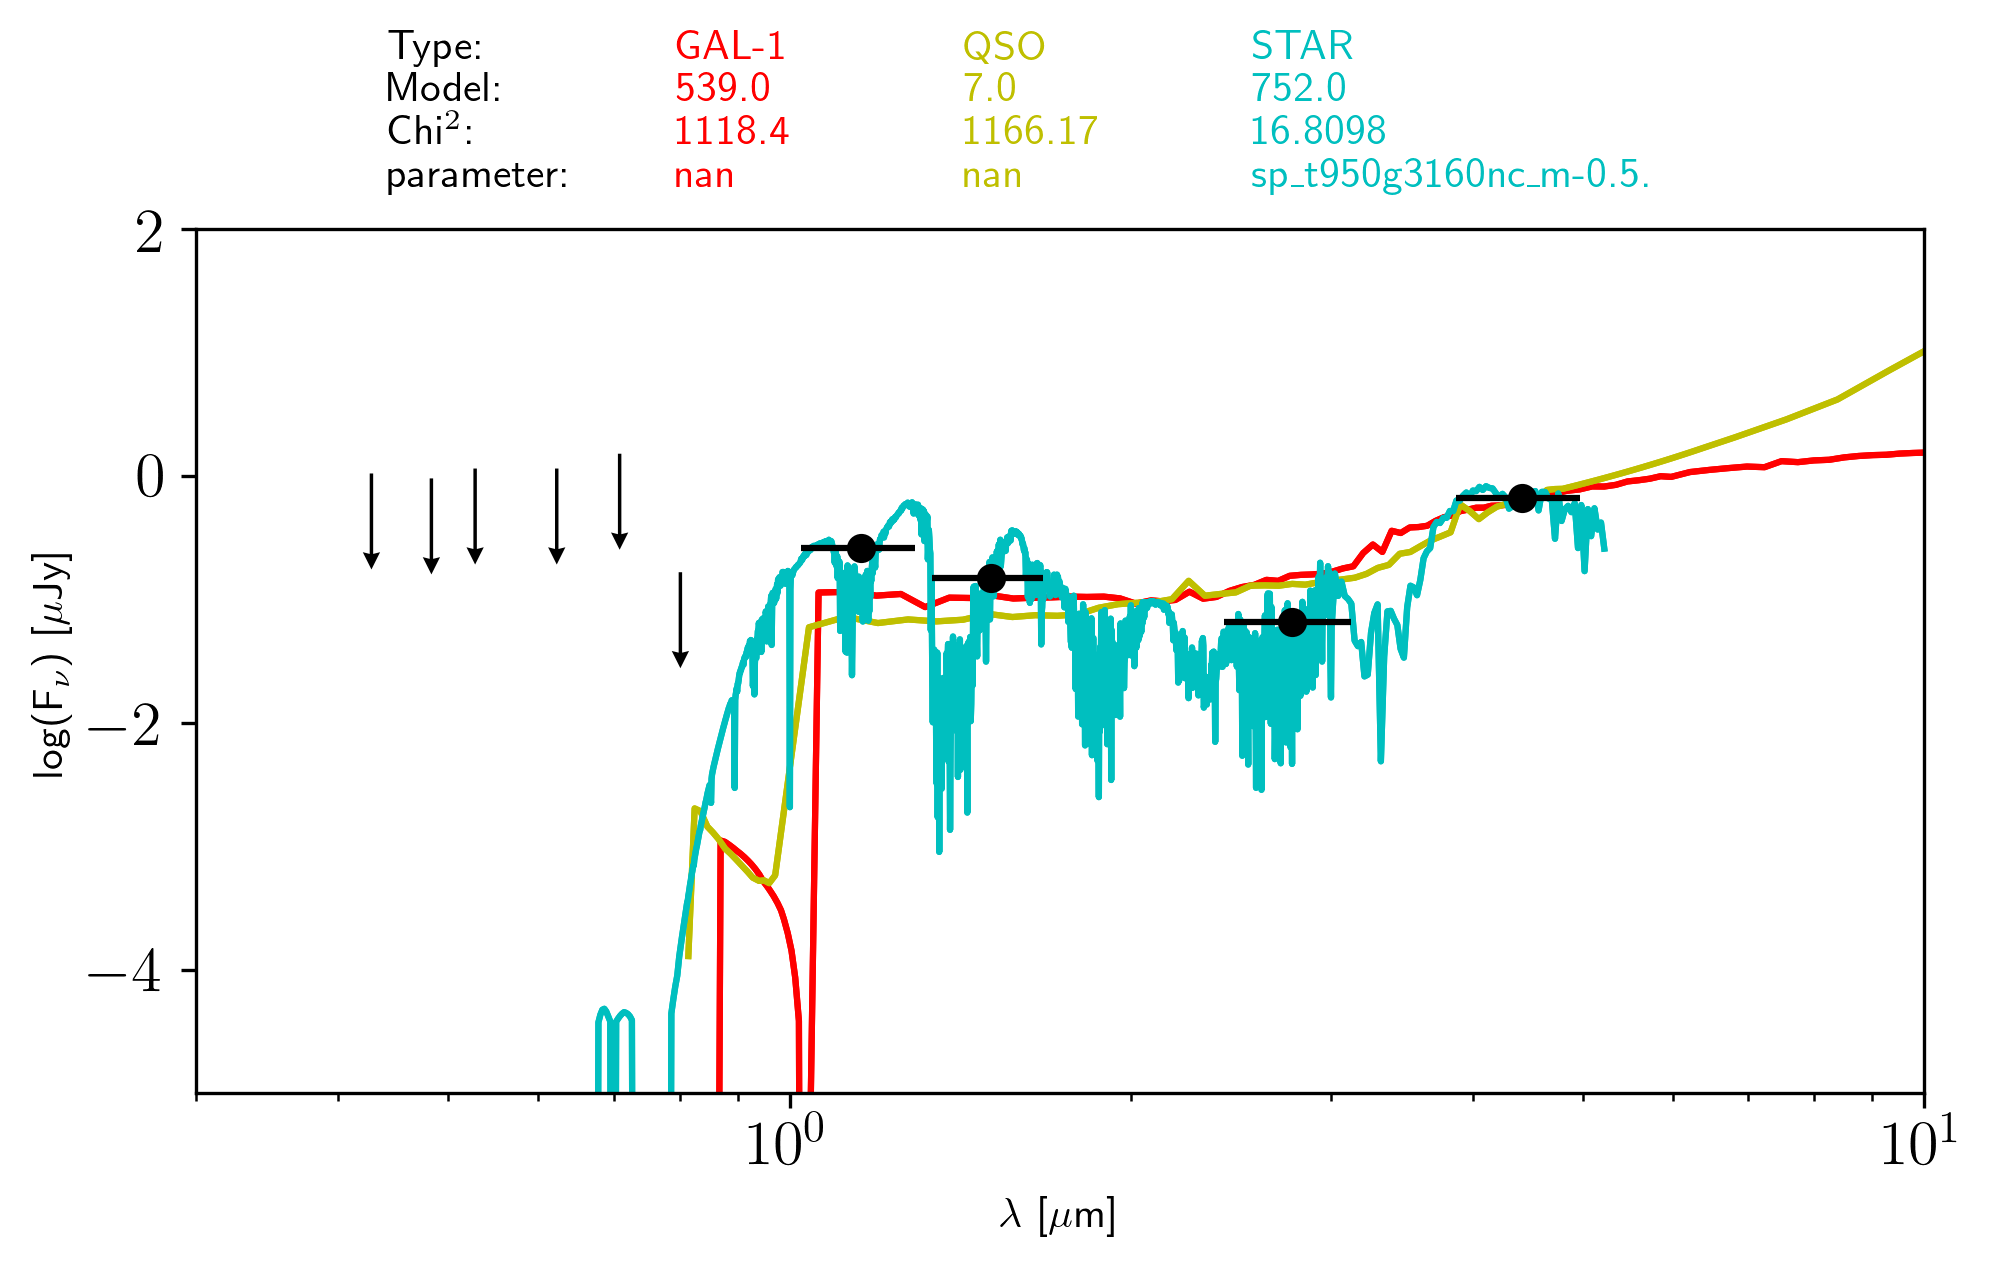 Type: GAL-1 QSO STAR
Model: 539.0 7.0 752.0
Chi²: 1118.4 1166.17 16.8098
parameter: nan nan sp_t950g3160nc_m-0.5.
2
0
−2
−4
log(Fν) [μJy]
10⁰ 10¹
λ [μm]